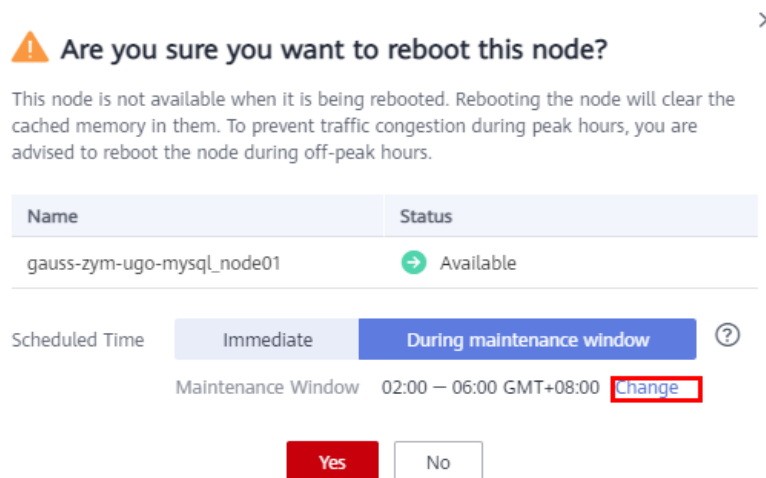 Are you sure you want to reboot this node?
This node is not available when it is being rebooted. Rebooting the node will clear the
cached memory in them. To prevent traffic congestion during peak hours, you are
advised to reboot the node during off-peak hours.
Name Status
gauss-zym-ugo-mysql_node01 Available
Scheduled Time Immediate During maintenance window ?
Maintenance Window 02:00 — 06:00 GMT+08:00 Change
Yes No